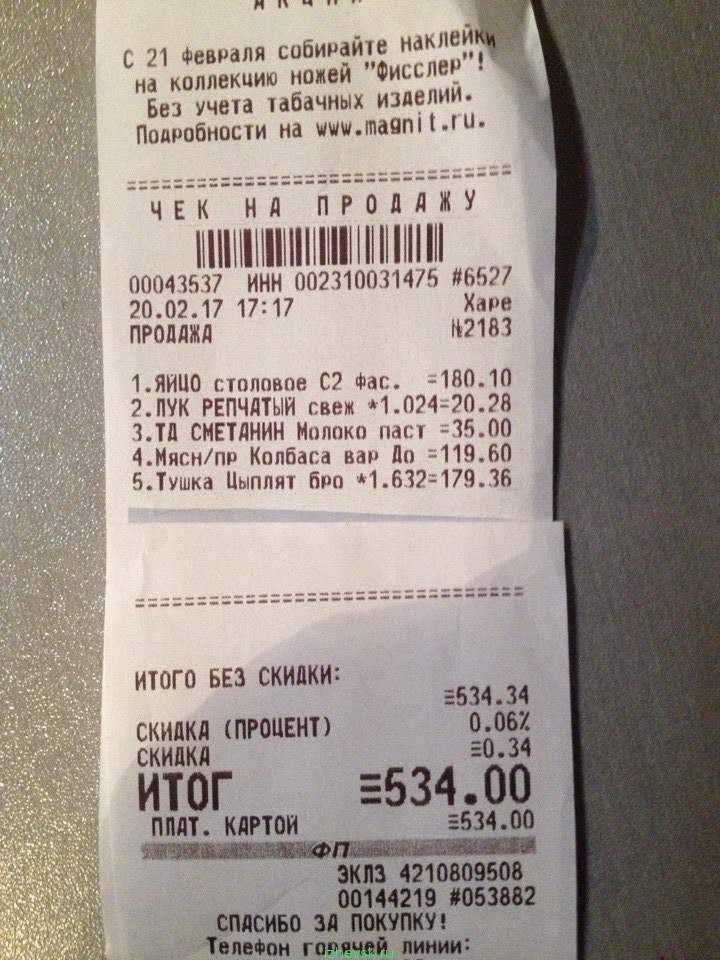 АКЦИЯ
С 21 февраля собирайте наклейки
на коллекцию ножей "Фисслер"!
Без учета табачных изделий.
Подробности на www.magnit.ru.
ЧЕК НА ПРОДАЖУ
00043537 ИНН 002310031475 #6527
20.02.17 17:17 Харе
ПРОДАЖА №2183
1.ЯЙЦО столовое С2 фас. =180.10
2.ЛУК РЕПЧАТЫЙ свеж *1.024=20.28
3.ТД СМЕТАНИН Молоко паст =35.00
4.Мясн/пр Колбаса вар До =119.60
5.Тушка Цыплят бро *1.632=179.36
ИТОГО БЕЗ СКИДКИ:
≡534.34
СКИДКА (ПРОЦЕНТ) 0.06%
СКИДКА ≡0.34
ИТОГ ≡534.00
ПЛАТ. КАРТОЙ ≡534.00
ФП
ЭКЛЗ 4210809508
00144219 #053882
СПАСИБО ЗА ПОКУПКУ!
Телефон горячей линии: